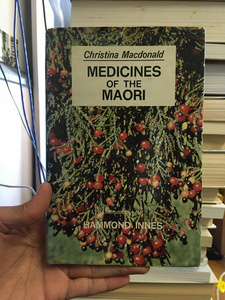 Christina Macdonald
MEDICINES
OF THE
MAORI
HAMMOND INNES